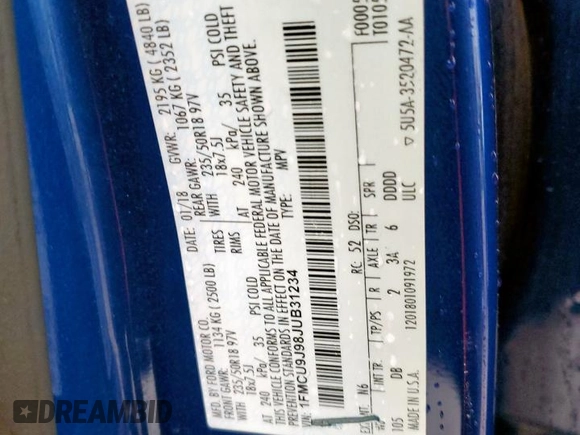 MFD. BY FORD MOTOR CO.
DATE: 01/18
GVWR: 2195 KG ( 4840 LB)
FRONT GAWR: 1134 KG ( 2500 LB)
REAR GAWR: 1067 KG ( 2352 LB)
WITH 235/50R18 97V TIRES WITH 235/50R18 97V
18x7.5J RIMS 18x7.5J
AT 240 kPa/ 35 PSI COLD AT 240 kPa/ 35 PSI COLD
THIS VEHICLE CONFORMS TO ALL APPLICABLE FEDERAL MOTOR VEHICLE SAFETY AND THEFT
PREVENTION STANDARDS IN EFFECT ON THE DATE OF MANUFACTURE SHOWN ABOVE.
VIN: 1FMCU9J98JUB31234
TYPE: MPV
EXT PNT: N6 RC: 52 DSO:
TP/PS R AXLE TR SPR
105 DB 2 3A 6 DDDD
MADE IN U.S.A. 1201801091972 ULC
5U5A-3520472-AA
DREAMBID